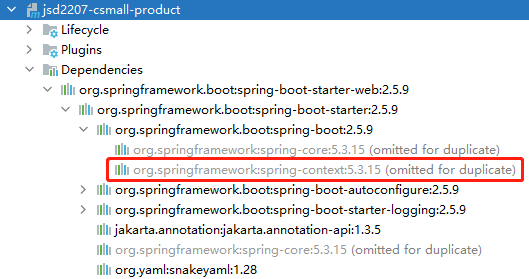 jsd2207-csmall-product
Lifecycle
Plugins
Dependencies
org.springframework.boot:spring-boot-starter-web:2.5.9
org.springframework.boot:spring-boot-starter:2.5.9
org.springframework.boot:spring-boot:2.5.9
org.springframework:spring-core:5.3.15 (omitted for duplicate)
org.springframework:spring-context:5.3.15 (omitted for duplicate)
org.springframework.boot:spring-boot-autoconfigure:2.5.9
org.springframework.boot:spring-boot-starter-logging:2.5.9
jakarta.annotation:jakarta.annotation-api:1.3.5
org.springframework:spring-core:5.3.15 (omitted for duplicate)
org.yaml:snakeyaml:1.28